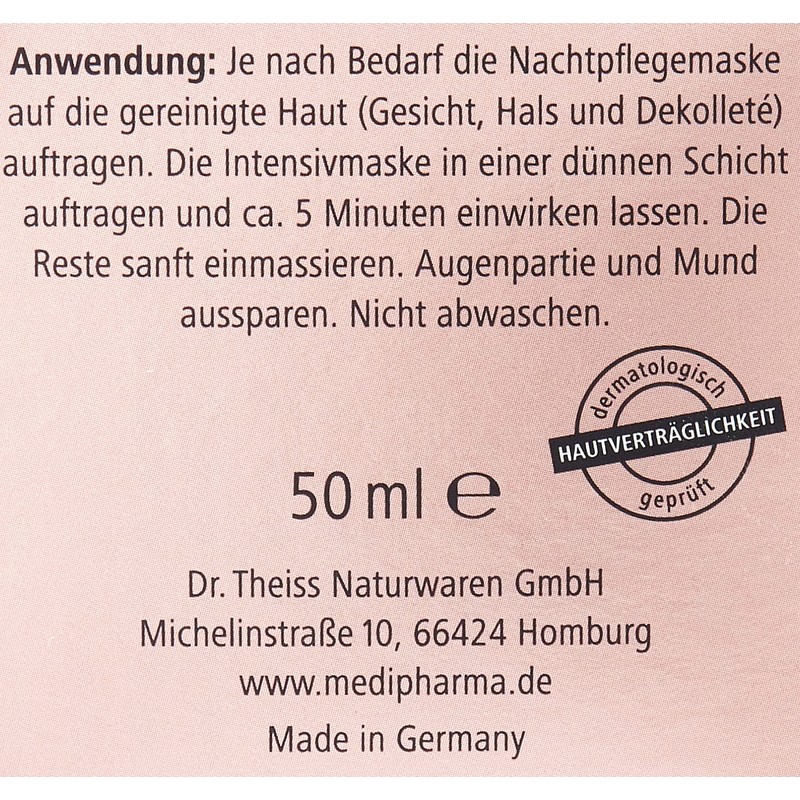 Anwendung: Je nach Bedarf die Nachtpflegemaske
auf die gereinigte Haut (Gesicht, Hals und Dekolleté)
auftragen. Die Intensivmaske in einer dünnen Schicht
auftragen und ca. 5 Minuten einwirken lassen. Die
Reste sanft einmassieren. Augenpartie und Mund
aussparen. Nicht abwaschen.
dermatologisch
HAUTVERTRÄGLICHKEIT
geprüft
50 ml ℮
Dr. Theiss Naturwaren GmbH
Michelinstraße 10, 66424 Homburg
www.medipharma.de
Made in Germany